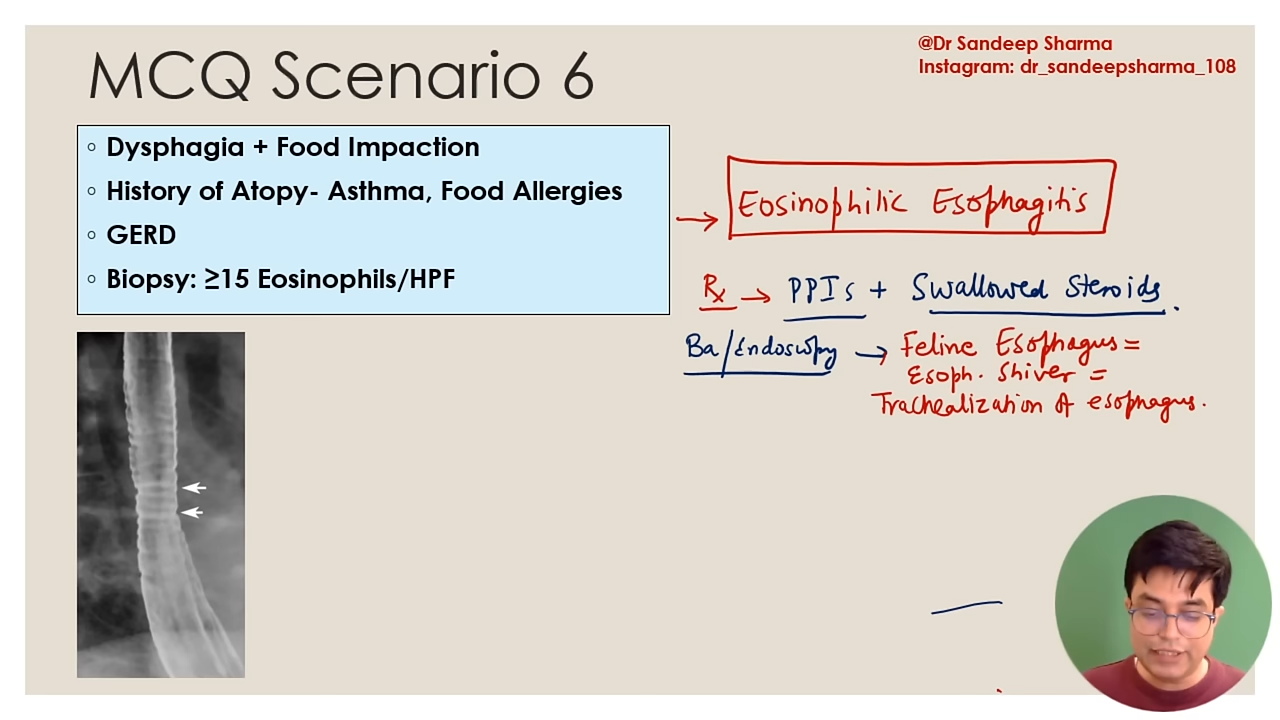 MCQ Scenario 6
@Dr Sandeep Sharma
Instagram: dr_sandeepsharma_108
◦ Dysphagia + Food Impaction
◦ History of Atopy- Asthma, Food Allergies
◦ GERD
◦ Biopsy: ≥15 Eosinophils/HPF
→ Eosinophilic Esophagitis
Rx → PPIs + Swallowed Steroids.
Ba/Endoscopy → Feline Esophagus =
Esoph. Shiver =
Trachealization of esophagus.